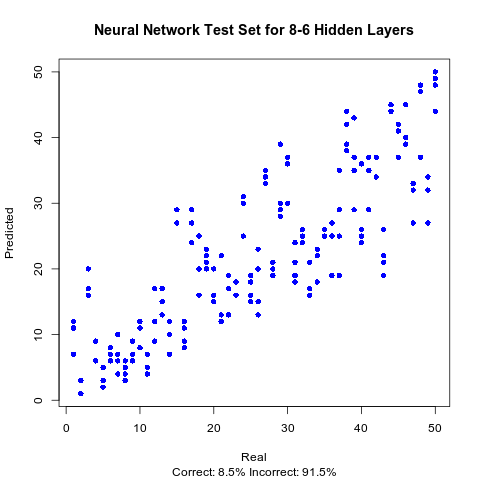 Neural Network Test Set for 8-6 Hidden Layers
50
40
30
20
10
0
Predicted
0 10 20 30 40 50
Real
Correct: 8.5% Incorrect: 91.5%